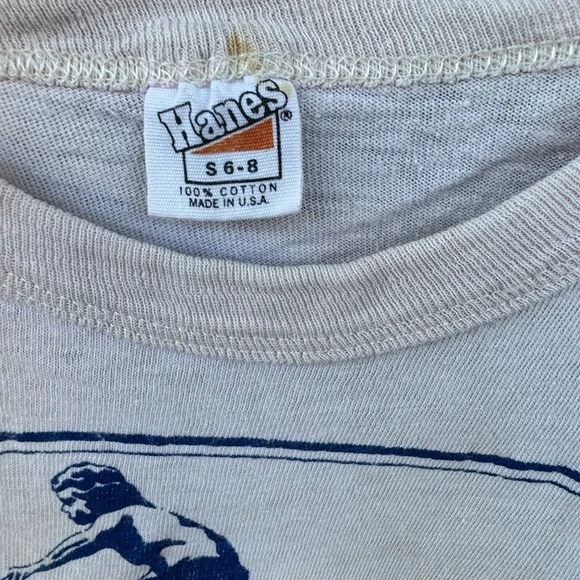 Hanes®
S 6-8
100% COTTON
MADE IN U.S.A.